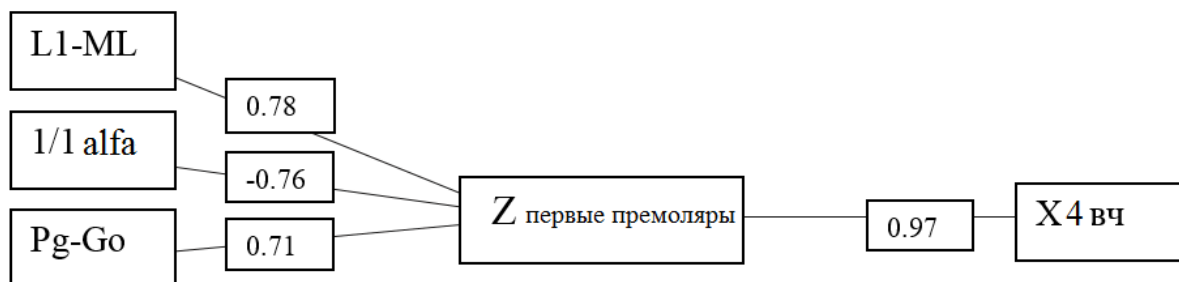 L1-ML
0.78
1/1 alfa
-0.76
Z первые премоляры
0.97
X4 вч
Pg-Go
0.71